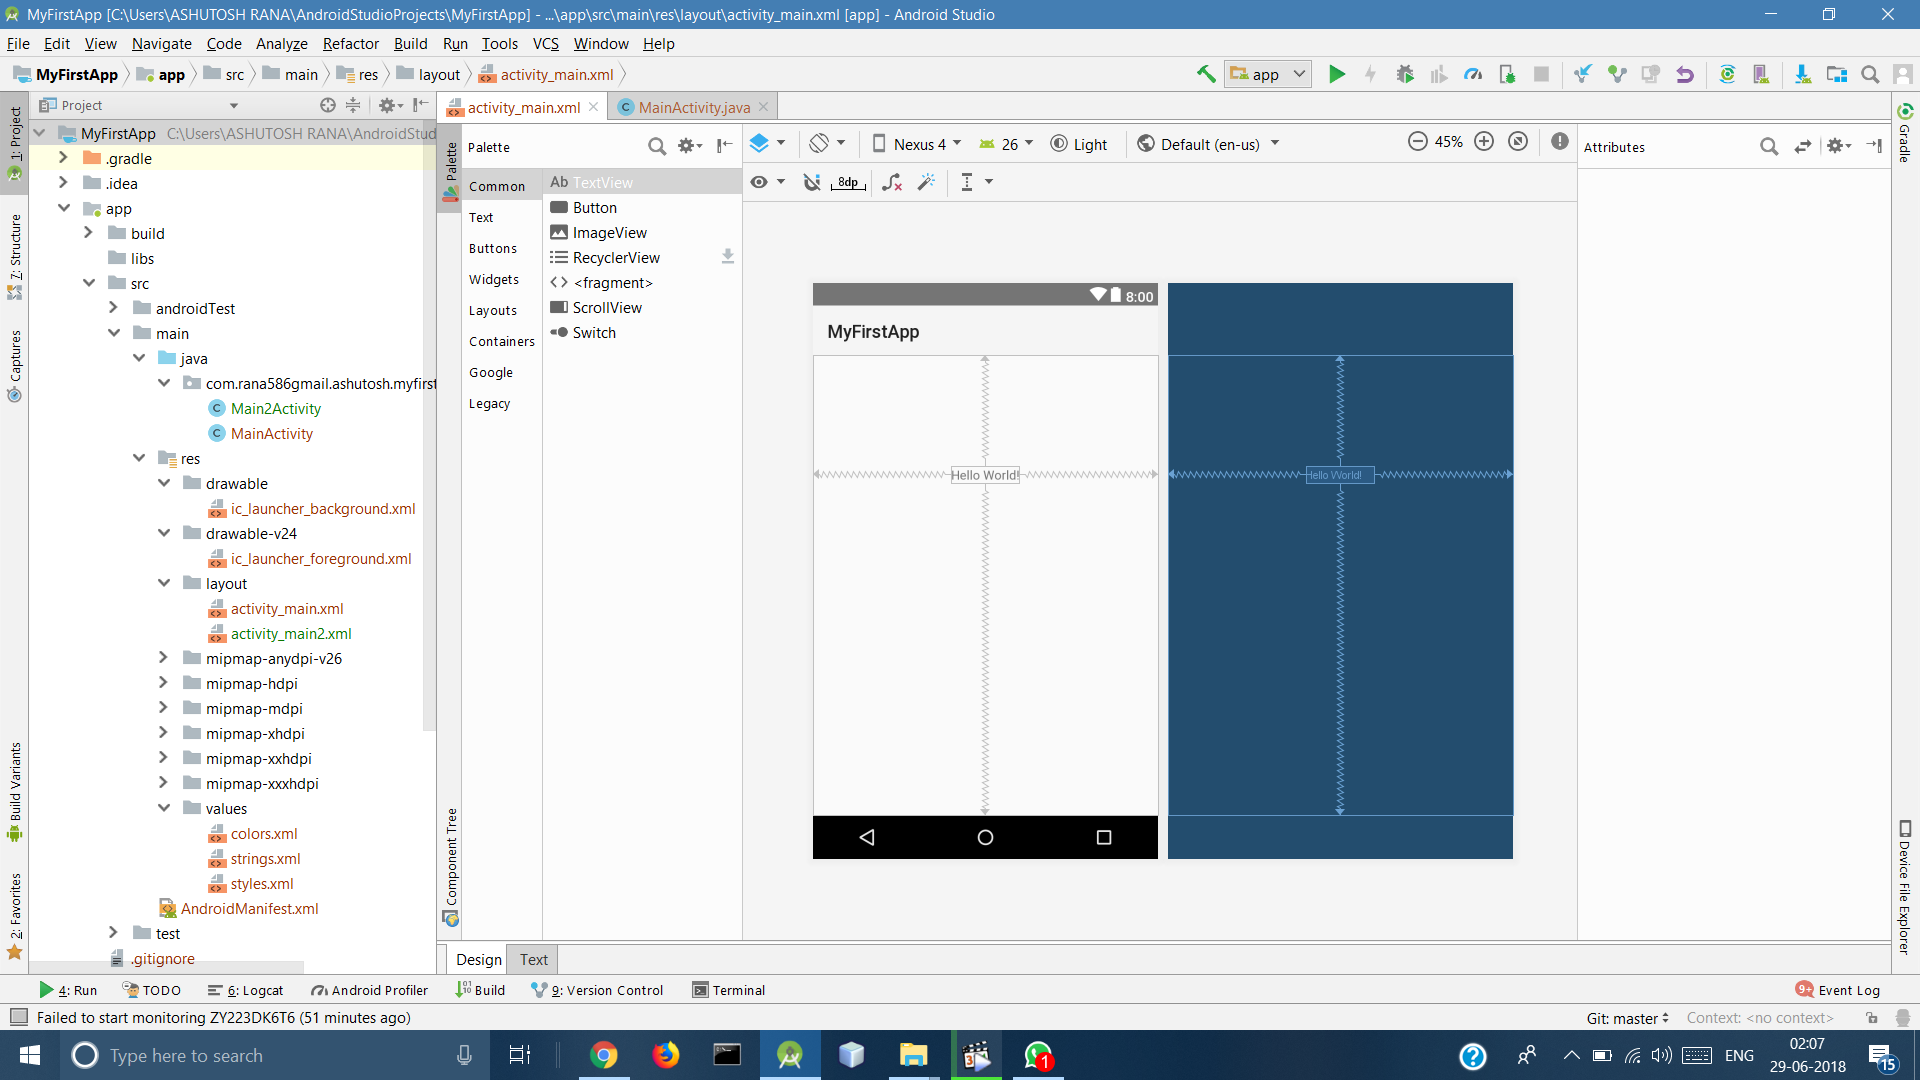 MyFirstApp [C:\Users\ASHUTOSH RANA\AndroidStudioProjects\MyFirstApp] - ...\app\src\main\res\layout\activity_main.xml [app] - Android Studio
File Edit View Navigate Code Analyze Refactor Build Run Tools VCS Window Help
MyFirstApp app src main res layout activity_main.xml app
Project
activity_main.xml MainActivity.java
1: Project
7: Structure
Captures
Build Variants
2: Favorites
MyFirstApp C:\Users\ASHUTOSH RANA\AndroidStud
.gradle
.idea
app
build
libs
src
androidTest
main
java
com.rana586gmail.ashutosh.myfirst
Main2Activity
MainActivity
res
drawable
ic_launcher_background.xml
drawable-v24
ic_launcher_foreground.xml
layout
activity_main.xml
activity_main2.xml
mipmap-anydpi-v26
mipmap-hdpi
mipmap-mdpi
mipmap-xhdpi
mipmap-xxhdpi
mipmap-xxxhdpi
values
colors.xml
strings.xml
styles.xml
AndroidManifest.xml
test
.gitignore
Palette
Component Tree
Palette
Common
Text
Buttons
Widgets
Layouts
Containers
Google
Legacy
Ab TextView
Button
ImageView
RecyclerView
<fragment>
ScrollView
Switch
Nexus 4 26 Light Default (en-us) 45%
8dp
8:00
MyFirstApp
Hello World!
Hello World!
Attributes
Gradle
Device File Explorer
Design Text
4: Run TODO 6: Logcat Android Profiler Build 9: Version Control Terminal 9+ Event Log
Failed to start monitoring ZY223DK6T6 (51 minutes ago) Git: master Context: <no context>
Type here to search
1
ENG
02:07
29-06-2018
15